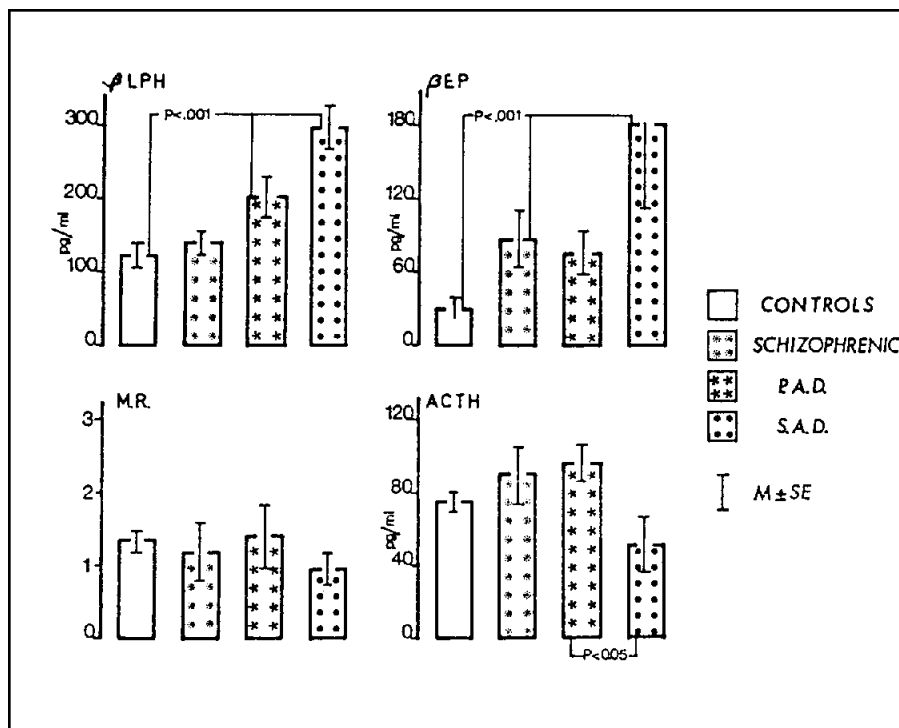 βLPH
P<.001
300
200
100
0
pg/ml
βEP
P<.001
180
120
60
0
pg/ml
M.R.
3
2
1
0
ACTH
120
80
40
0
pg/ml
P<0.05
CONTROLS
SCHIZOPHRENIC
P.A.D.
S.A.D.
M±SE